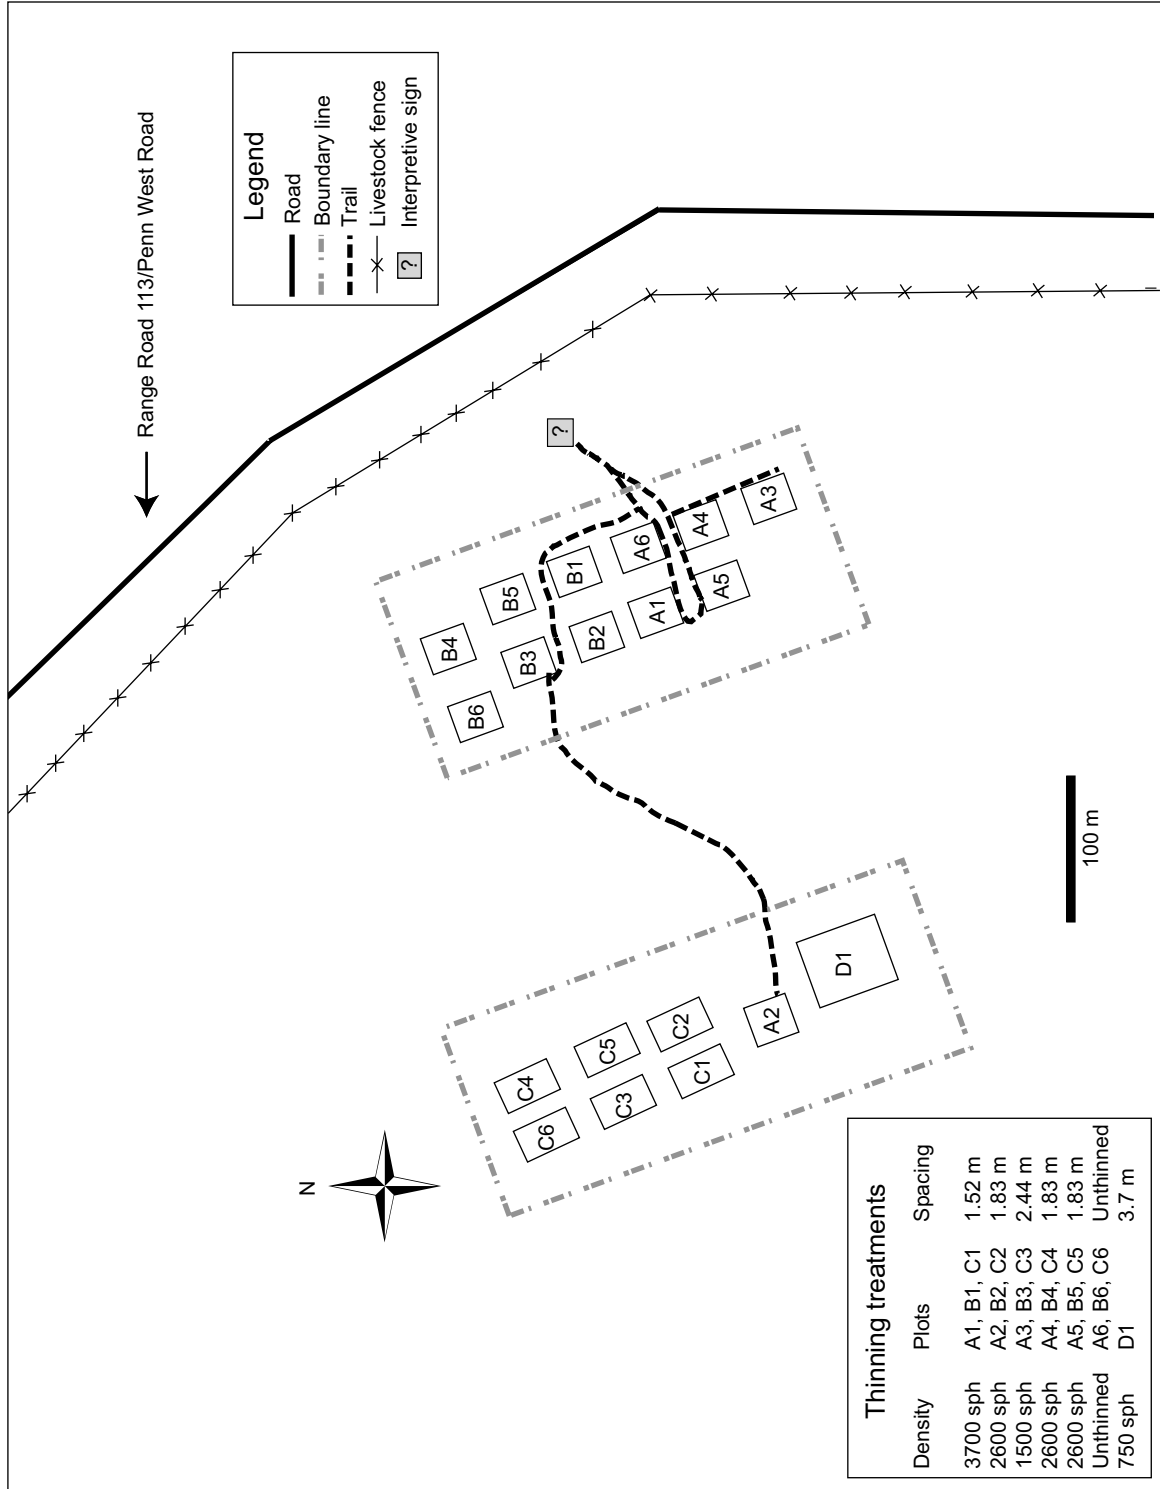 Range Road 113/Penn West Road
Legend
Road
Boundary line
Trail
Livestock fence
? Interpretive sign
?
B4
B5
B1
A6
A4
A3
B6
B3
B2
A1
A5
N
C4
C5
C2
C6
C3
C1
A2
D1
100 m
Thinning treatments
Density Plots Spacing
3700 sph A1, B1, C1 1.52 m
2600 sph A2, B2, C2 1.83 m
1500 sph A3, B3, C3 2.44 m
2600 sph A4, B4, C4 1.83 m
2600 sph A5, B5, C5 1.83 m
Unthinned A6, B6, C6 Unthinned
750 sph D1 3.7 m